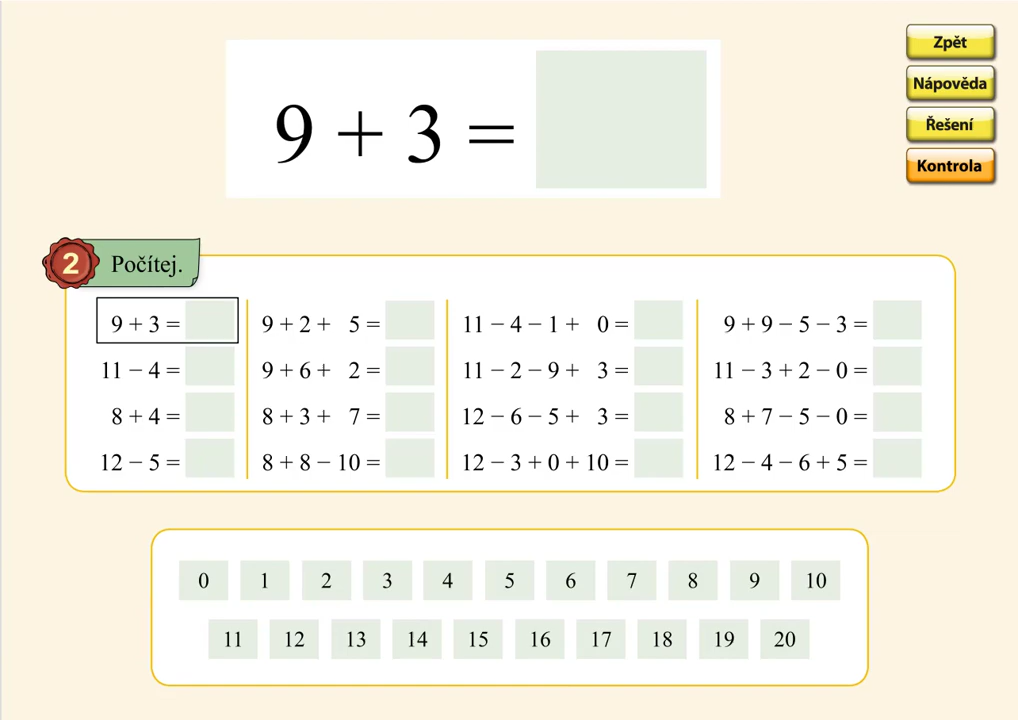 9 + 3 =
Zpět
Nápověda
Řešení
Kontrola
2 Počítej.
9 + 3 = 9 + 2 + 5 = 11 − 4 − 1 + 0 = 9 + 9 − 5 − 3 =
11 − 4 = 9 + 6 + 2 = 11 − 2 − 9 + 3 = 11 − 3 + 2 − 0 =
8 + 4 = 8 + 3 + 7 = 12 − 6 − 5 + 3 = 8 + 7 − 5 − 0 =
12 − 5 = 8 + 8 − 10 = 12 − 3 + 0 + 10 = 12 − 4 − 6 + 5 =
0 1 2 3 4 5 6 7 8 9 10
11 12 13 14 15 16 17 18 19 20